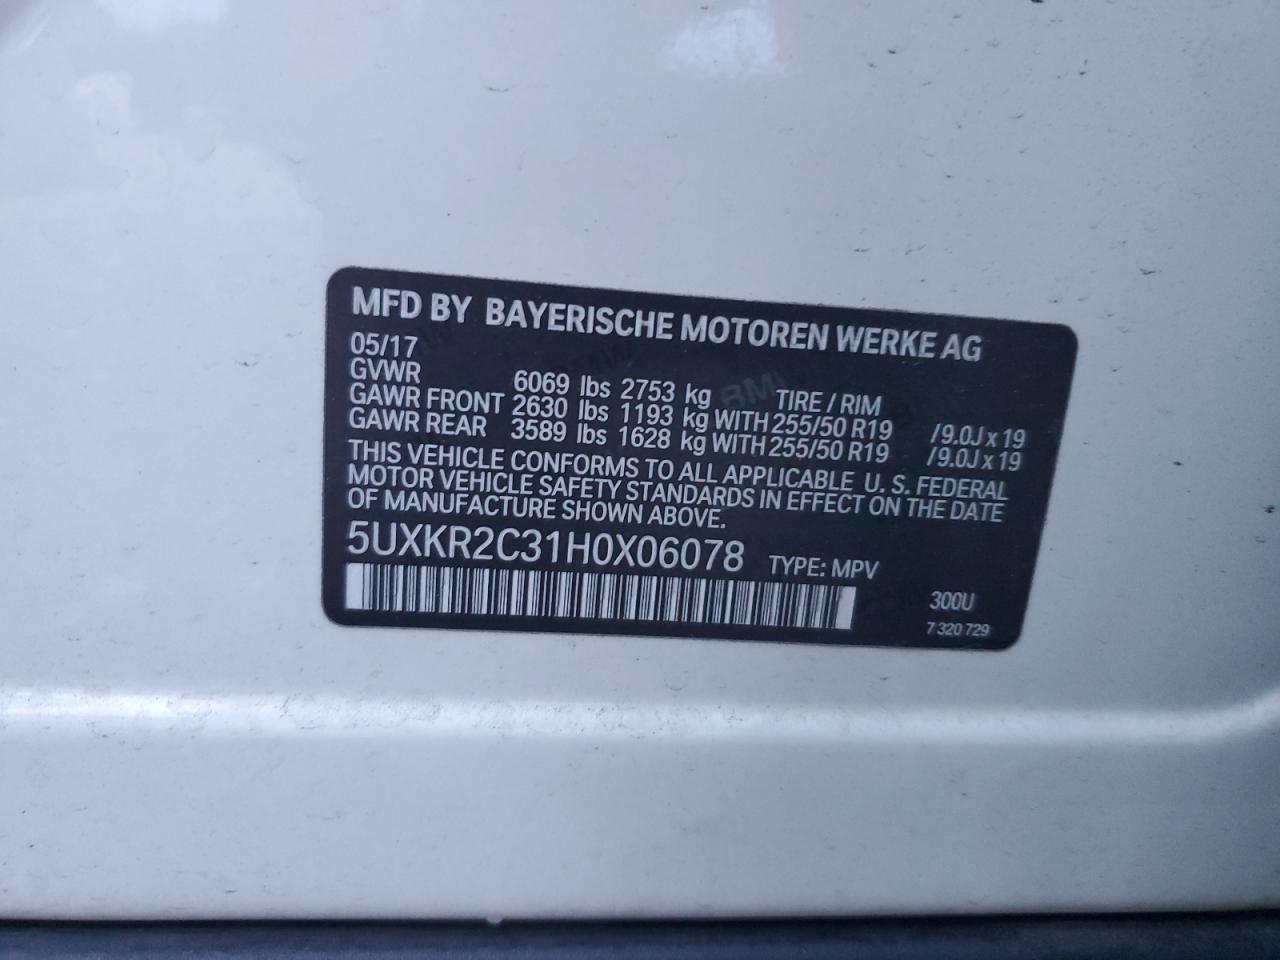 MFD BY BAYERISCHE MOTOREN WERKE AG
05/17
GVWR 6069 lbs 2753 kg TIRE / RIM
GAWR FRONT 2630 lbs 1193 kg WITH 255/50 R19 /9.0J x 19
GAWR REAR 3589 lbs 1628 kg WITH 255/50 R19 /9.0J x 19
THIS VEHICLE CONFORMS TO ALL APPLICABLE U. S. FEDERAL
MOTOR VEHICLE SAFETY STANDARDS IN EFFECT ON THE DATE
OF MANUFACTURE SHOWN ABOVE.
5UXKR2C31H0X06078 TYPE: MPV
300U
7 320 729